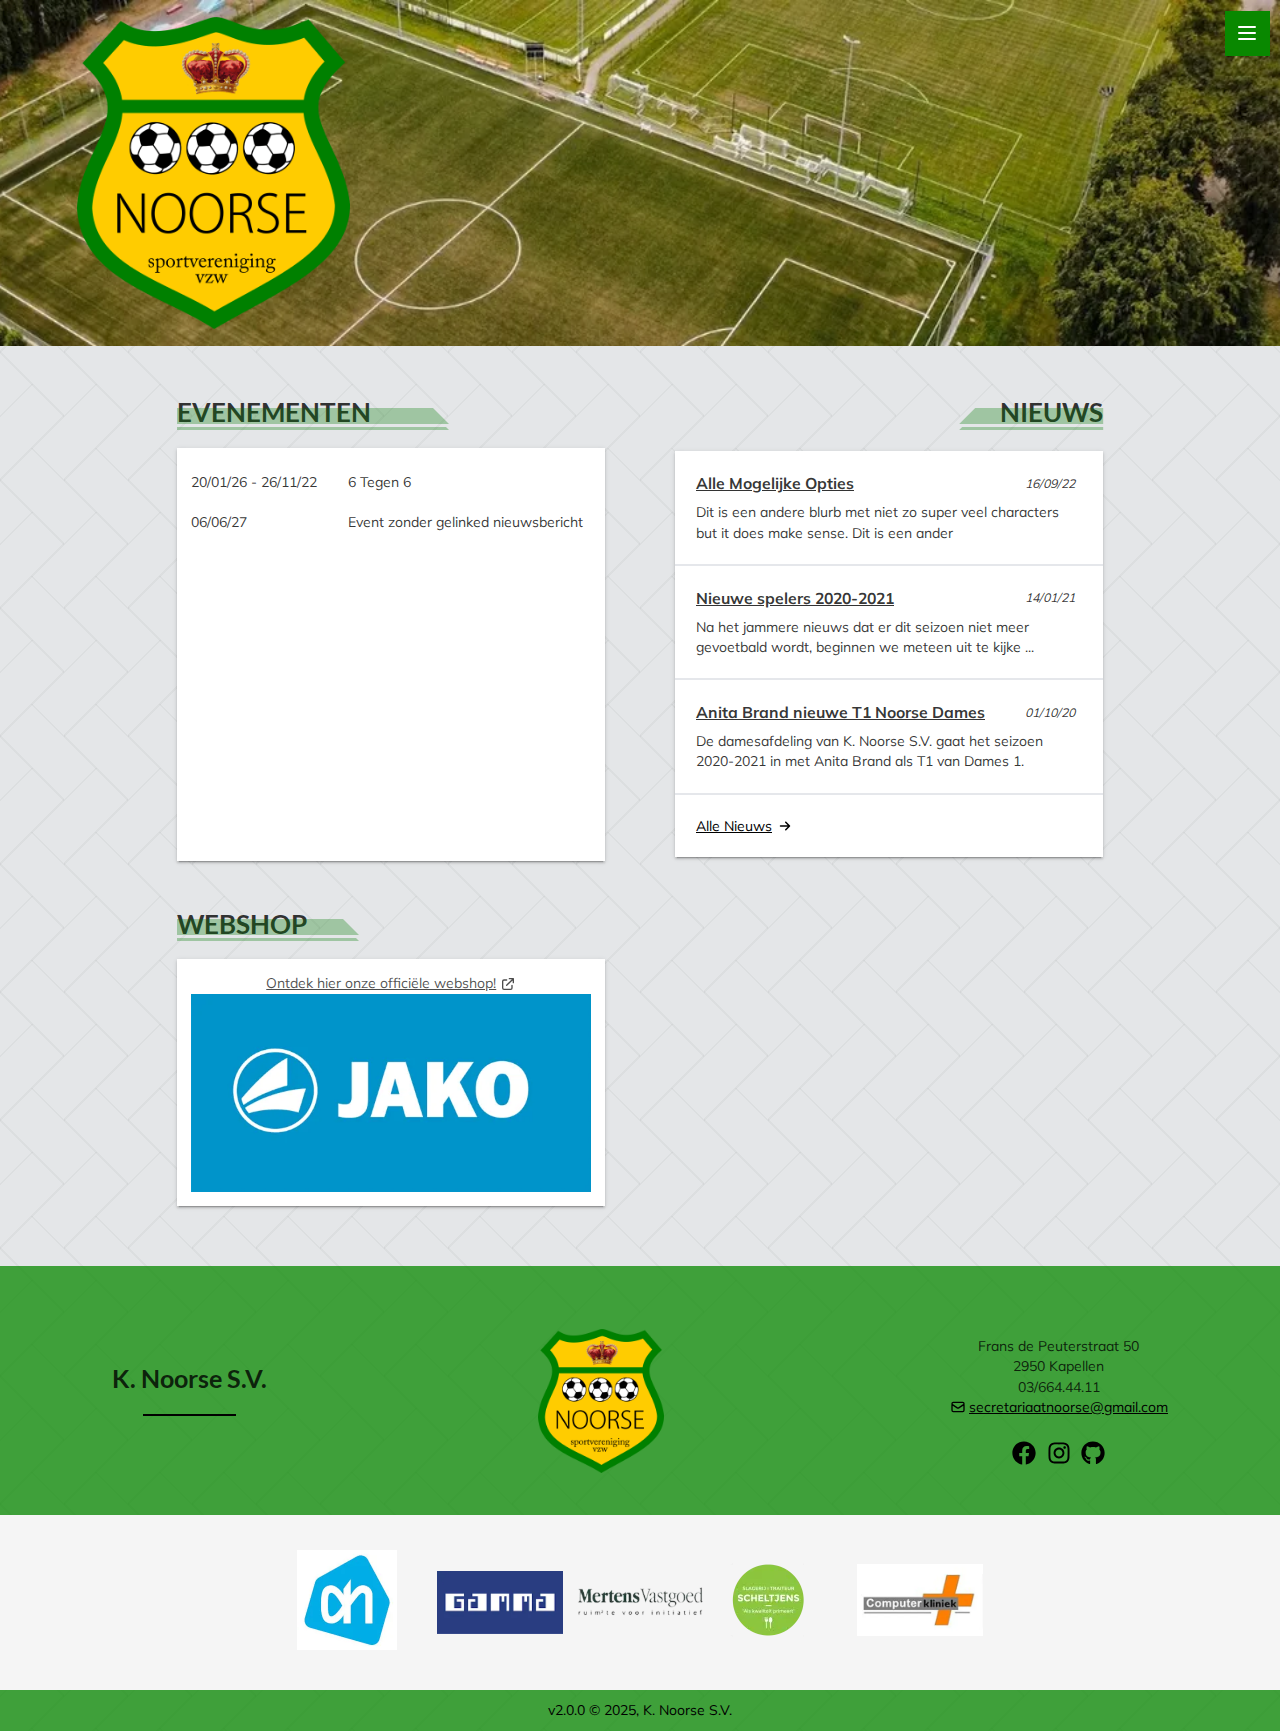 NOORSE
sportvereniging
vzw
EVENEMENTEN
20/01/26 - 26/11/22 6 Tegen 6
06/06/27 Event zonder gelinked nieuwsbericht
NIEUWS
Alle Mogelijke Opties 16/09/22
Dit is een andere blurb met niet zo super veel characters
but it does make sense. Dit is een ander
Nieuwe spelers 2020-2021 14/01/21
Na het jammere nieuws dat er dit seizoen niet meer
gevoetbald wordt, beginnen we meteen uit te kijke ...
Anita Brand nieuwe T1 Noorse Dames 01/10/20
De damesafdeling van K. Noorse S.V. gaat het seizoen
2020-2021 in met Anita Brand als T1 van Dames 1.
Alle Nieuws
WEBSHOP
Ontdek hier onze officiële webshop!
JAKO
K. Noorse S.V.
NOORSE
sportvereniging
vzw
Frans de Peuterstraat 50
2950 Kapellen
03/664.44.11
secretariaatnoorse@gmail.com
ah
GAMMA
MertensVastgoed
ruimte voor initiatief
SLAGERIJ | TRAITEUR
SCHELTJENS
Computer kliniek
v2.0.0 © 2025, K. Noorse S.V.